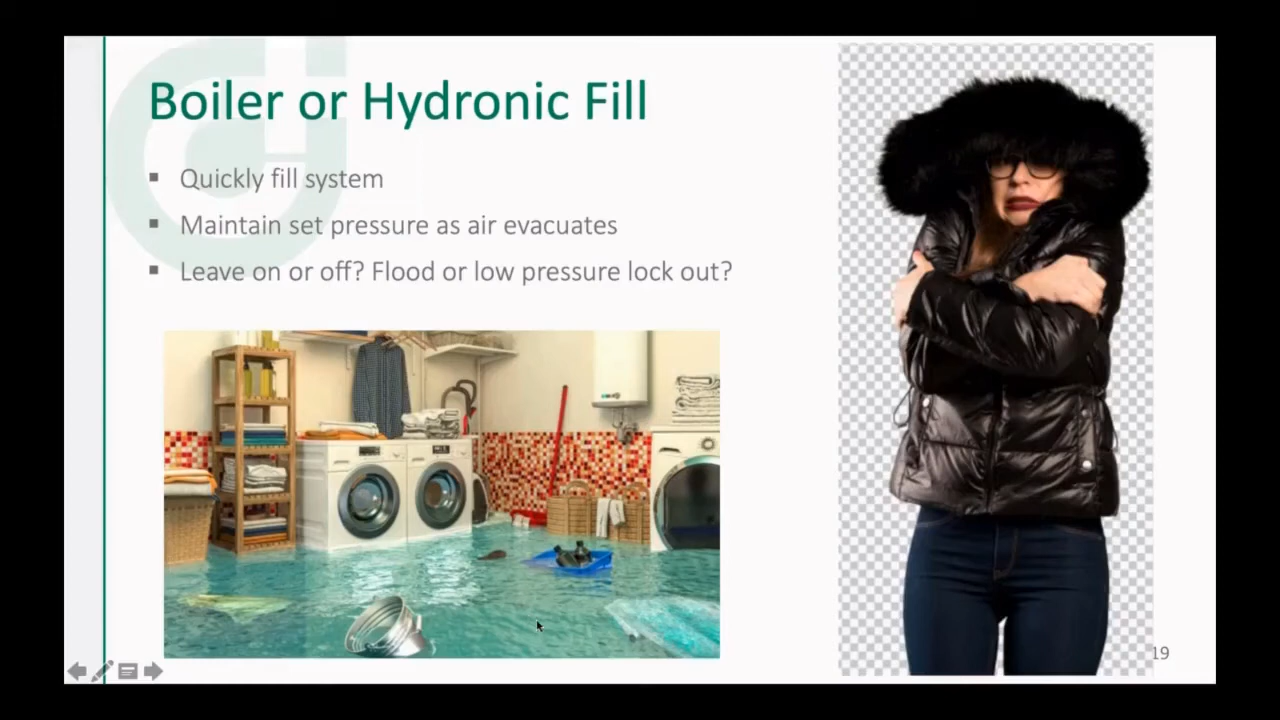 Boiler or Hydronic Fill
▪ Quickly fill system
▪ Maintain set pressure as air evacuates
▪ Leave on or off? Flood or low pressure lock out?
19